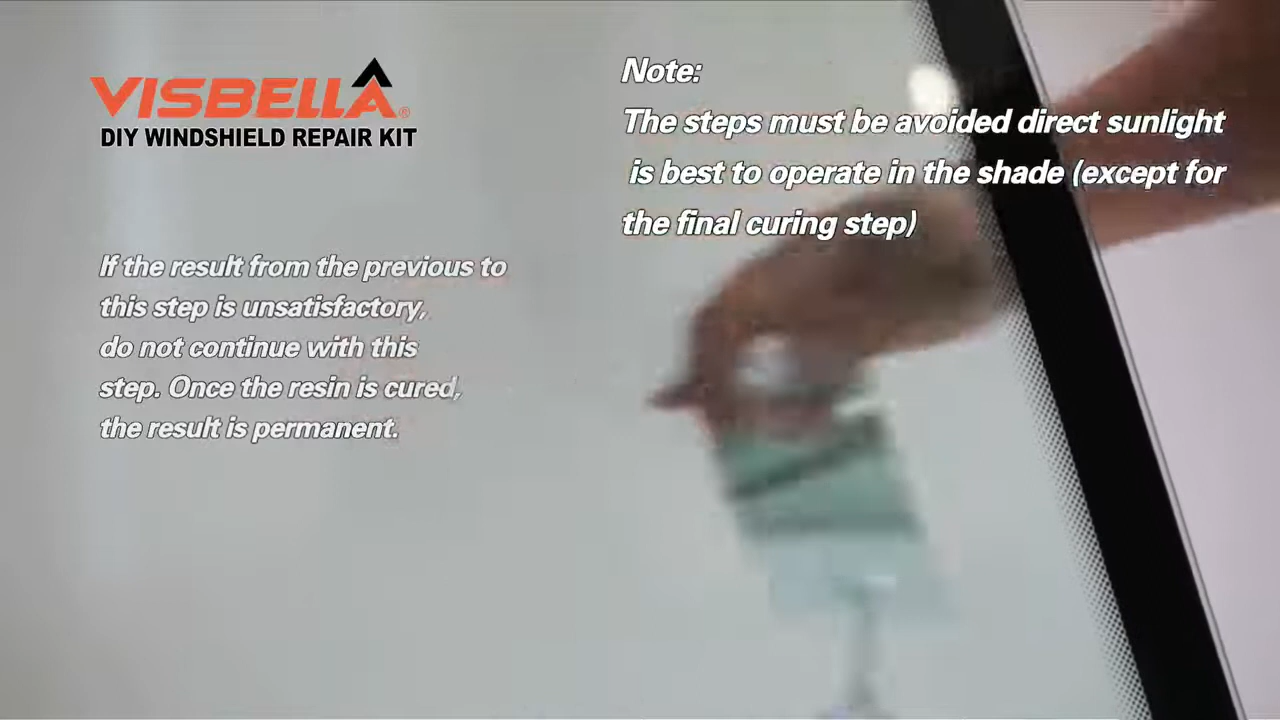 VISBELLA®
DIY WINDSHIELD REPAIR KIT
Note:
The steps must be avoided direct sunlight
is best to operate in the shade (except for
the final curing step)
If the result from the previous to
this step is unsatisfactory,
do not continue with this
step. Once the resin is cured,
the result is permanent.